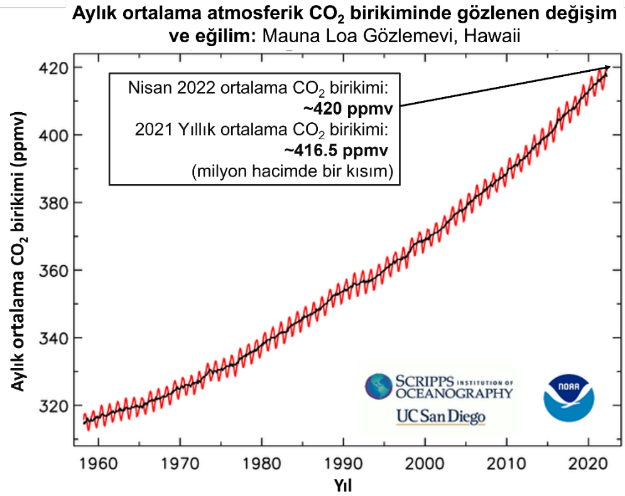 Aylık ortalama atmosferik CO₂ birikiminde gözlenen değişim
ve eğilim: Mauna Loa Gözlemevi, Hawaii
Nisan 2022 ortalama CO₂ birikimi:
~420 ppmv
2021 Yıllık ortalama CO₂ birikimi:
~416.5 ppmv
(milyon hacimde bir kısım)
Aylık ortalama CO₂ birikimi (ppmv)
420
400
380
360
340
320
SCRIPPS INSTITUTION OF
OCEANOGRAPHY
UC San Diego
NOAA
1960 1970 1980 1990 2000 2010 2020
Yıl